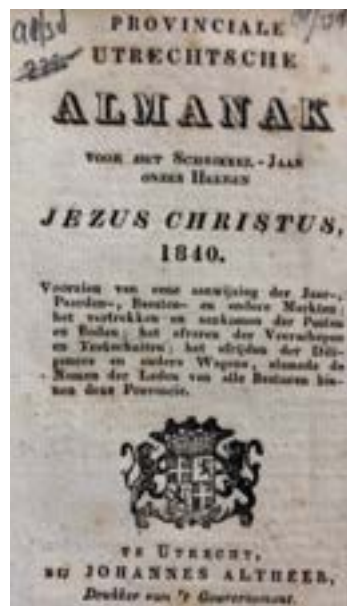 PROVINCIALE
UTRECHTSCHE
ALMANAK
VOOR HET SCHRIKKEL-JAAR
ONZES HEEREN
JEZUS CHRISTUS,
1840.
Voorzien van eene aanwijzing der Jaar-,
Paarden-, Beesten- en andere Markten;
het vertrekken en aankomen der Posten
en Boden; het afvaren der Veerschepen
en Trekschuiten; het afrijden der Dili-
gences en andere Wagens, alsmede de
Namen der Leden van alle Besturen bin-
nen deze Provincie.
TE UTRECHT,
BIJ JOHANNES ALTHEER,
Drukker van 't Gouvernement.